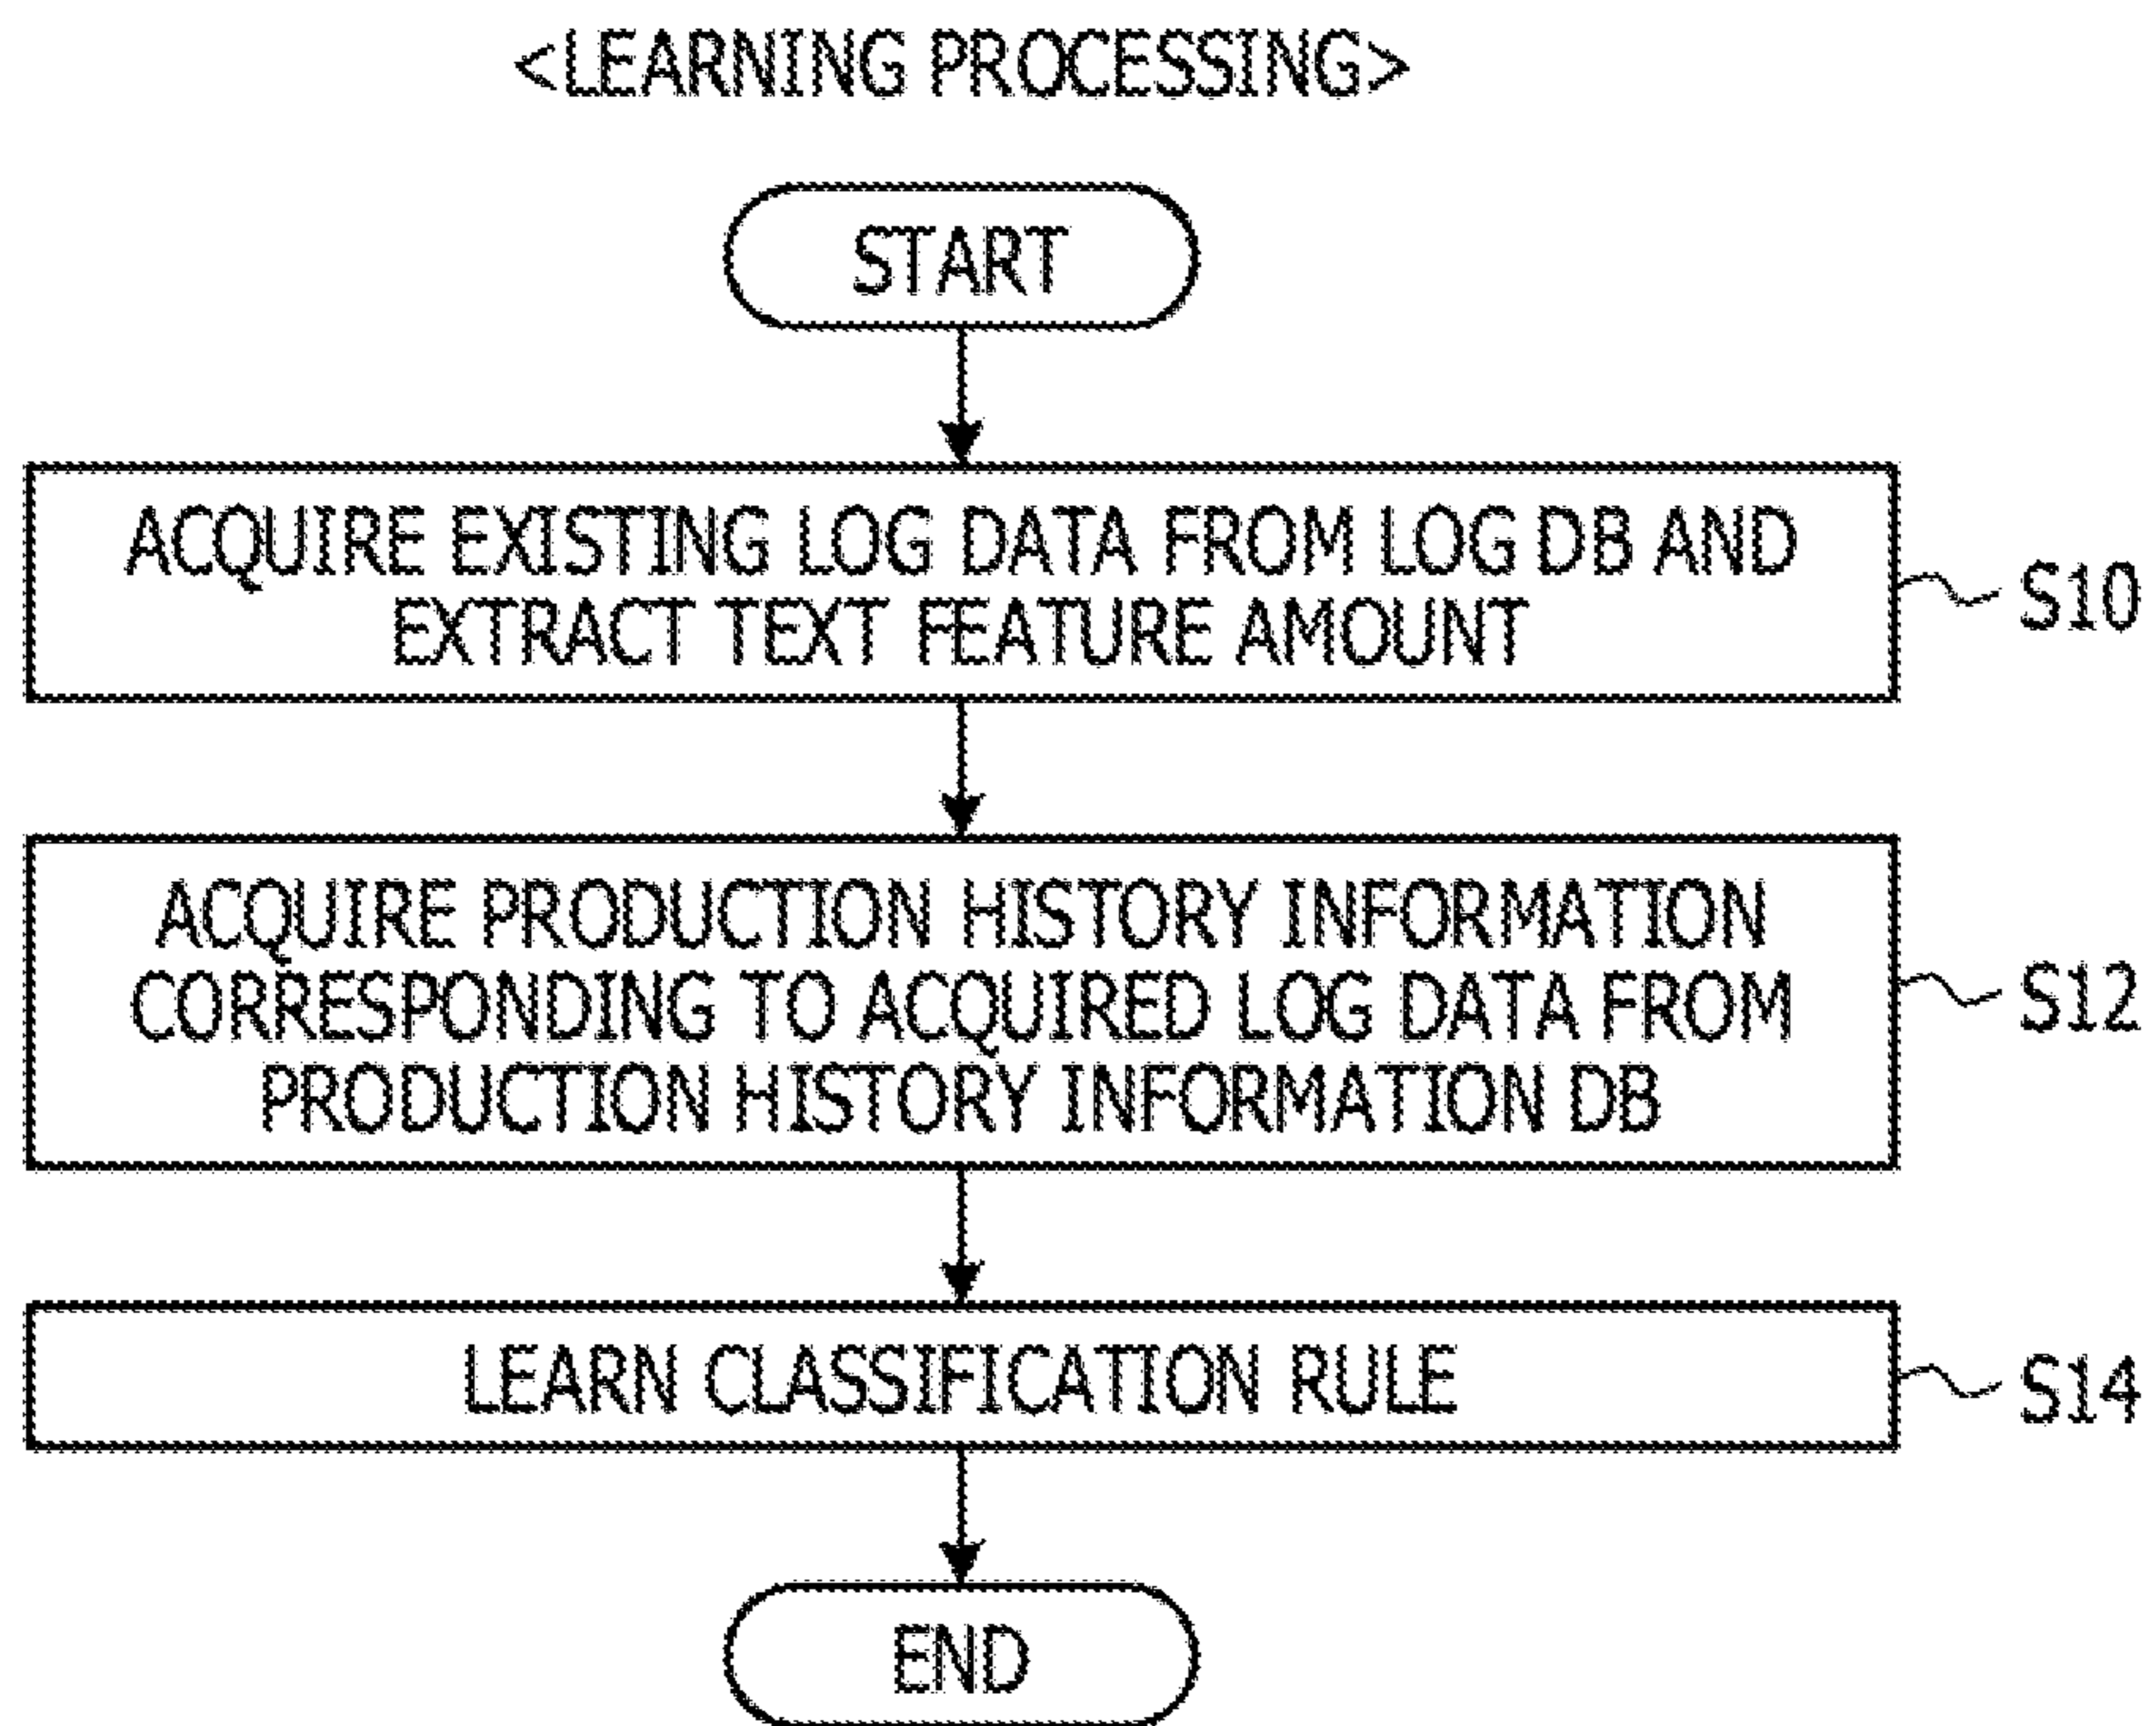 <LEARNING PROCESSING>
START
ACQUIRE EXISTING LOG DATA FROM LOG DB AND
EXTRACT TEXT FEATURE AMOUNT
S10
ACQUIRE PRODUCTION HISTORY INFORMATION
CORRESPONDING TO ACQUIRED LOG DATA FROM
PRODUCTION HISTORY INFORMATION DB
S12
LEARN CLASSIFICATION RULE
S14
END